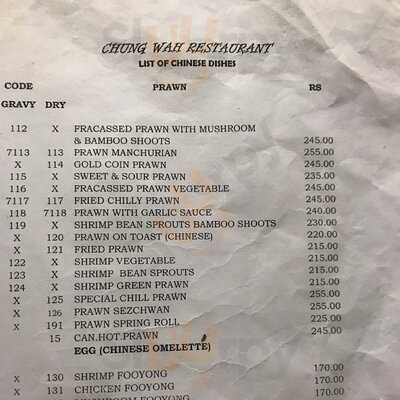 CHUNG WAH RESTAURANT
LIST OF CHINESE DISHES
CODE PRAWN RS
GRAVY DRY
112 X FRACASSED PRAWN WITH MUSHROOM
& BAMBOO SHOOTS 245.00
7113 113 PRAWN MANCHURIAN 255.00
X 114 GOLD COIN PRAWN 245.00
115 X SWEET & SOUR PRAWN 235.00
116 X FRACASSED PRAWN VEGETABLE 245.00
7117 117 FRIED CHILLY PRAWN 245.00
118 7118 PRAWN WITH GARLIC SAUCE 240.00
119 X SHRIMP BEAN SPROUTS BAMBOO SHOOTS 230.00
X 120 PRAWN ON TOAST (CHINESE) 220.00
X 121 FRIED PRAWN 215.00
122 X SHRIMP VEGETABLE 215.00
123 X SHRIMP BEAN SPROUTS 215.00
124 X SHRIMP GREEN PRAWN 215.00
X 125 SPECIAL CHILL PRAWN 255.00
X 126 PRAWN SEZCHWAN 255.00
X 191 PRAWN SPRING ROLL 225.00
15 CAN.HOT.PRAWN 245.00
EGG (CHINESE OMELETTE)
X 130 SHRIMP FOOYONG 170.00
X 131 CHICKEN FOOYONG 170.00
MUSHROOM FOOYONG 170.00